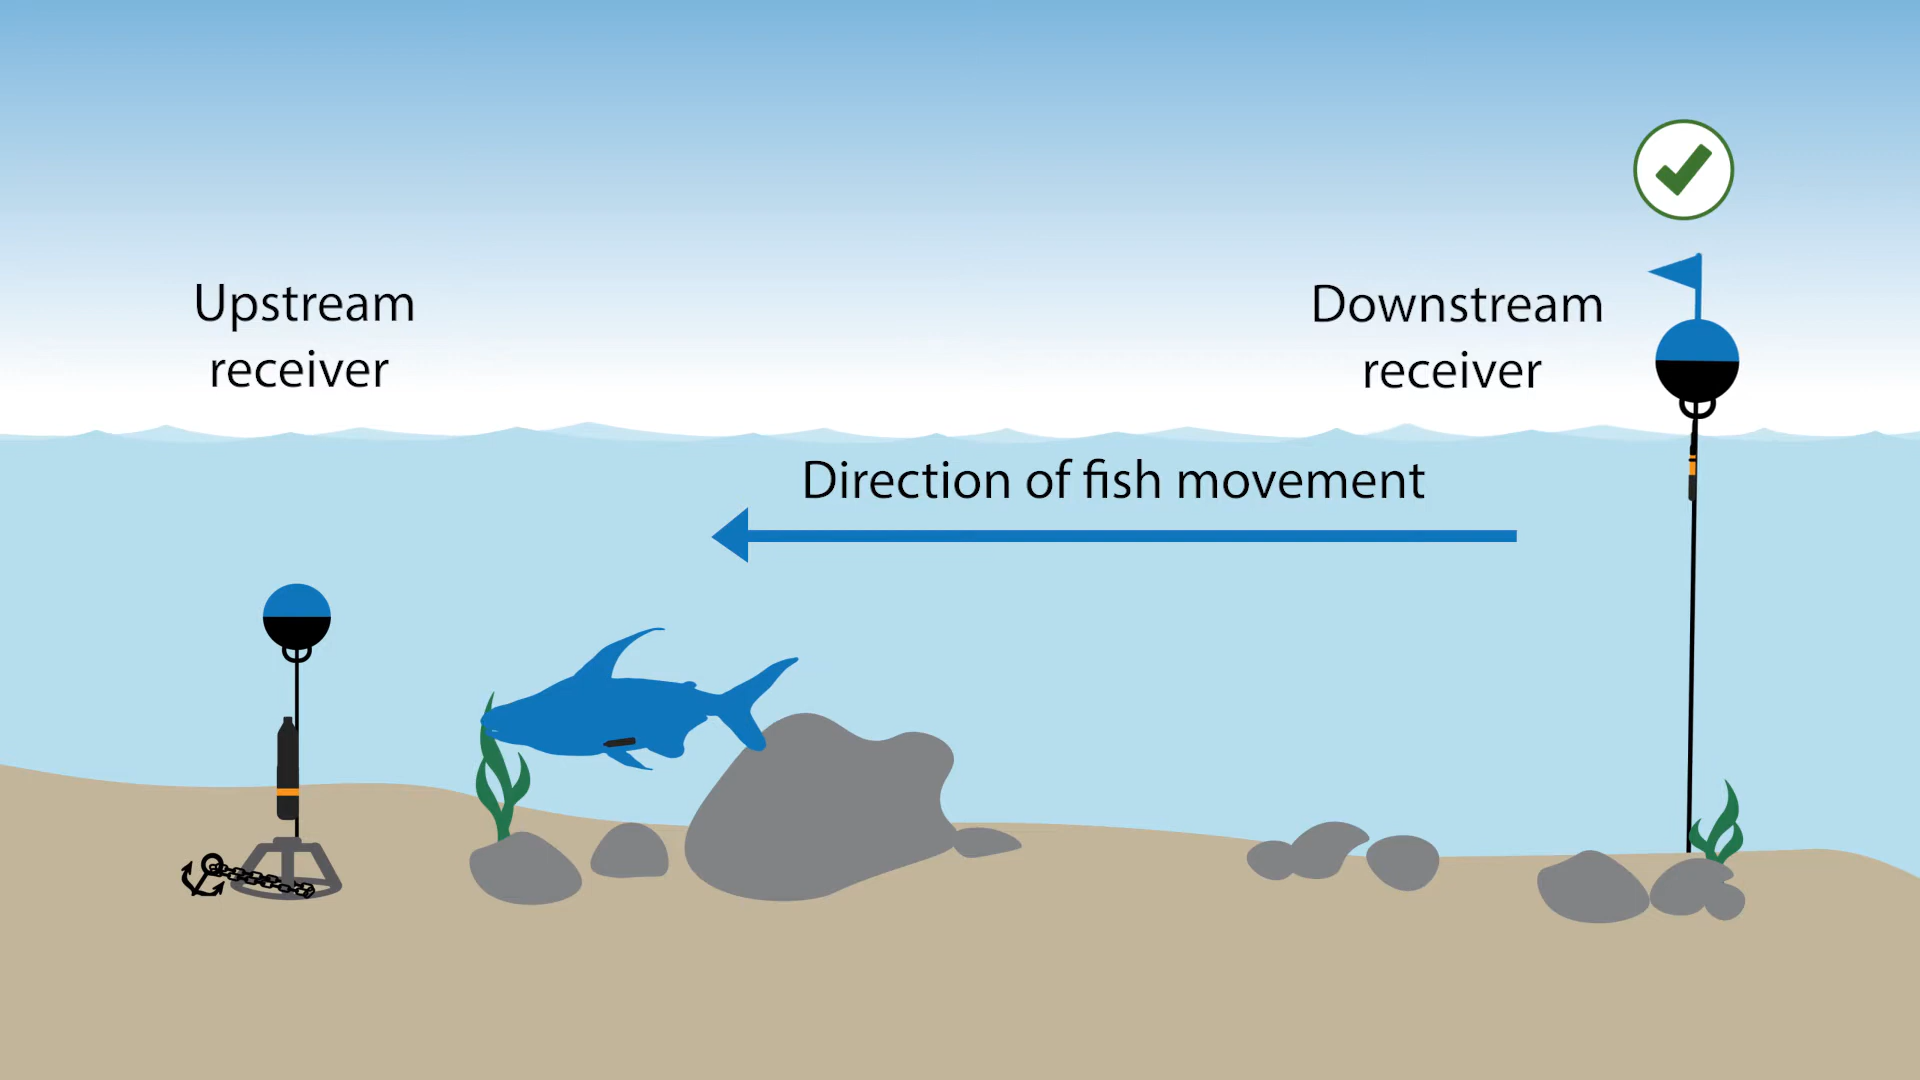 Upstream
receiver
Downstream
receiver
Direction of fish movement